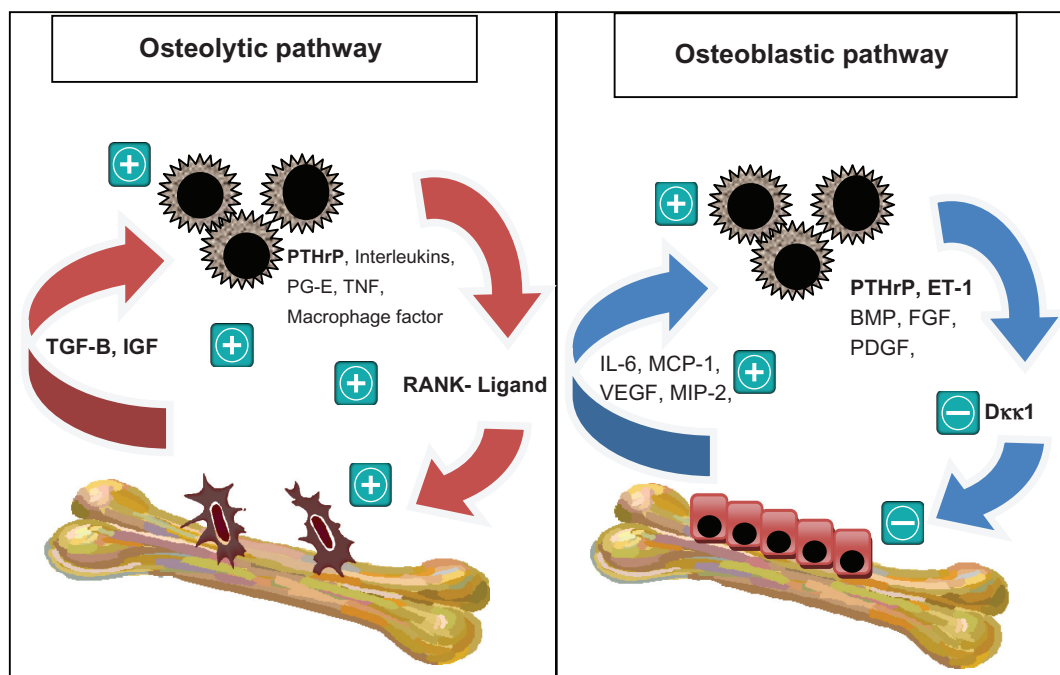 Osteolytic pathway
PTHrP, Interleukins,
PG-E, TNF,
Macrophage factor
TGF-B, IGF
RANK- Ligand
Osteoblastic pathway
PTHrP, ET-1
BMP, FGF,
PDGF,
IL-6, MCP-1,
VEGF, MIP-2,
Dκκ1